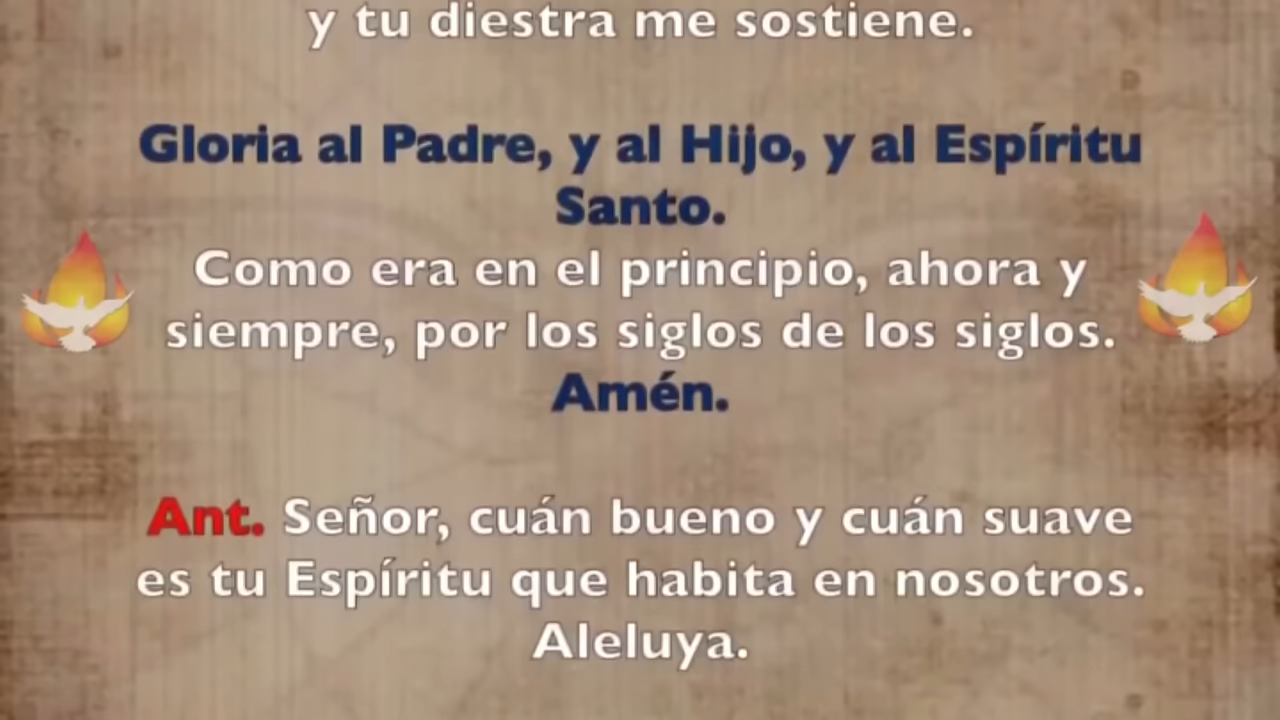 y tu diestra me sostiene.
Gloria al Padre, y al Hijo, y al Espíritu
Santo.
Como era en el principio, ahora y
siempre, por los siglos de los siglos.
Amén.
Ant. Señor, cuán bueno y cuán suave
es tu Espíritu que habita en nosotros.
Aleluya.